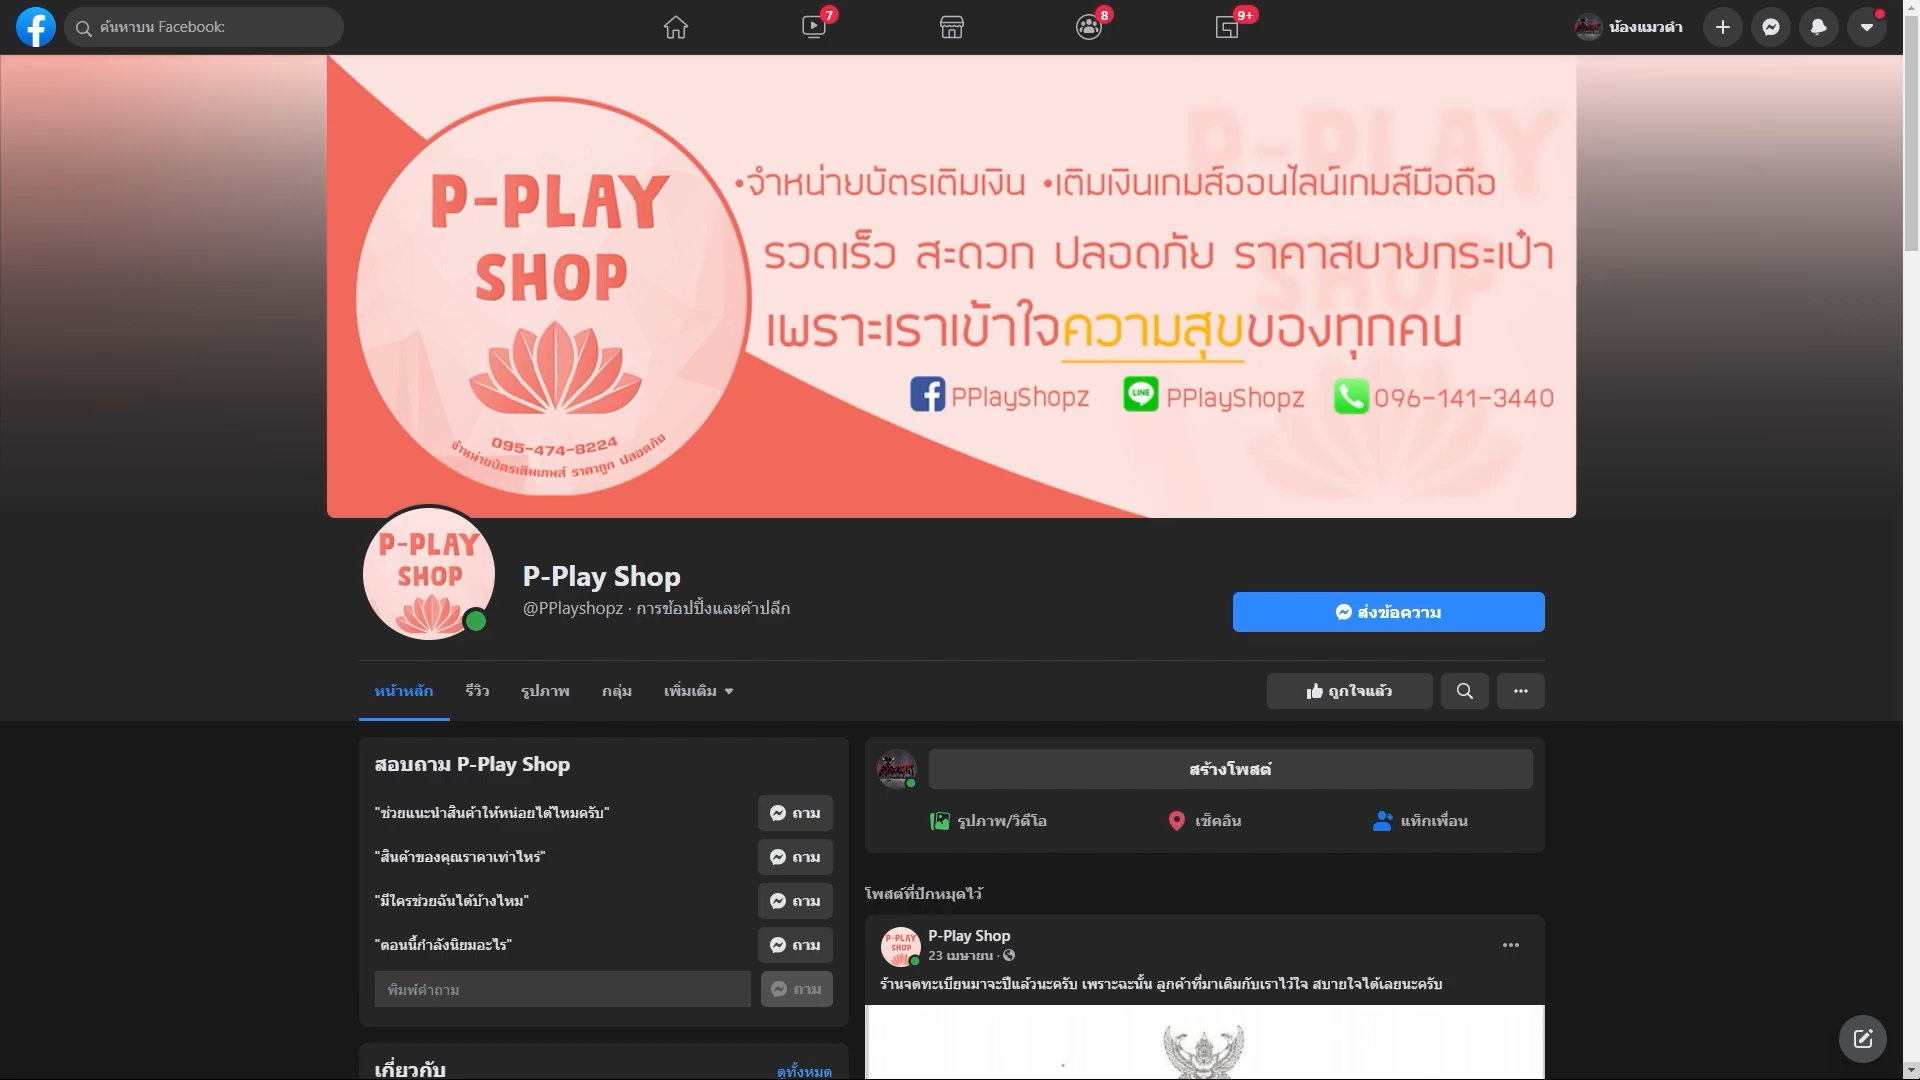 ค้นหาบน Facebook:
7
8
9+
น้องแมวดำ
P-PLAY
SHOP
095-474-8224
จำหน่ายบัตรเติมเกมส์ ราคาถูก ปลอดภัย
•จำหน่ายบัตรเติมเงิน •เติมเงินเกมส์ออนไลน์เกมส์มือถือ
รวดเร็ว สะดวก ปลอดภัย ราคาสบายกระเป๋า
เพราะเราเข้าใจความสุขของทุกคน
PPlayShopz LINE PPlayShopz 096-141-3440
P-PLAY
SHOP
P-PLAY
SHOP
P-Play Shop
@PPlayshopz · การช้อปปิ้งและค้าปลีก
ส่งข้อความ
หน้าหลัก รีวิว รูปภาพ กลุ่ม เพิ่มเติม
ถูกใจแล้ว
สอบถาม P-Play Shop
"ช่วยแนะนำสินค้าให้หน่อยได้ไหมครับ" ถาม
"สินค้าของคุณราคาเท่าไหร่" ถาม
"มีใครช่วยฉันได้บ้างไหม" ถาม
"ตอนนี้กำลังนิยมอะไร" ถาม
พิมพ์คำถาม ถาม
เกี่ยวกับ ดูทั้งหมด
สร้างโพสต์
รูปภาพ/วิดีโอ เช็คอิน แท็กเพื่อน
โพสต์ที่ปักหมุดไว้
P-PLAY
SHOP
P-Play Shop
23 เมษายน ·
ร้านจดทะเบียนมาจะปีแล้วนะครับ เพราะฉะนั้น ลูกค้าที่มาเติมกับเราไว้ใจ สบายใจได้เลยนะครับ